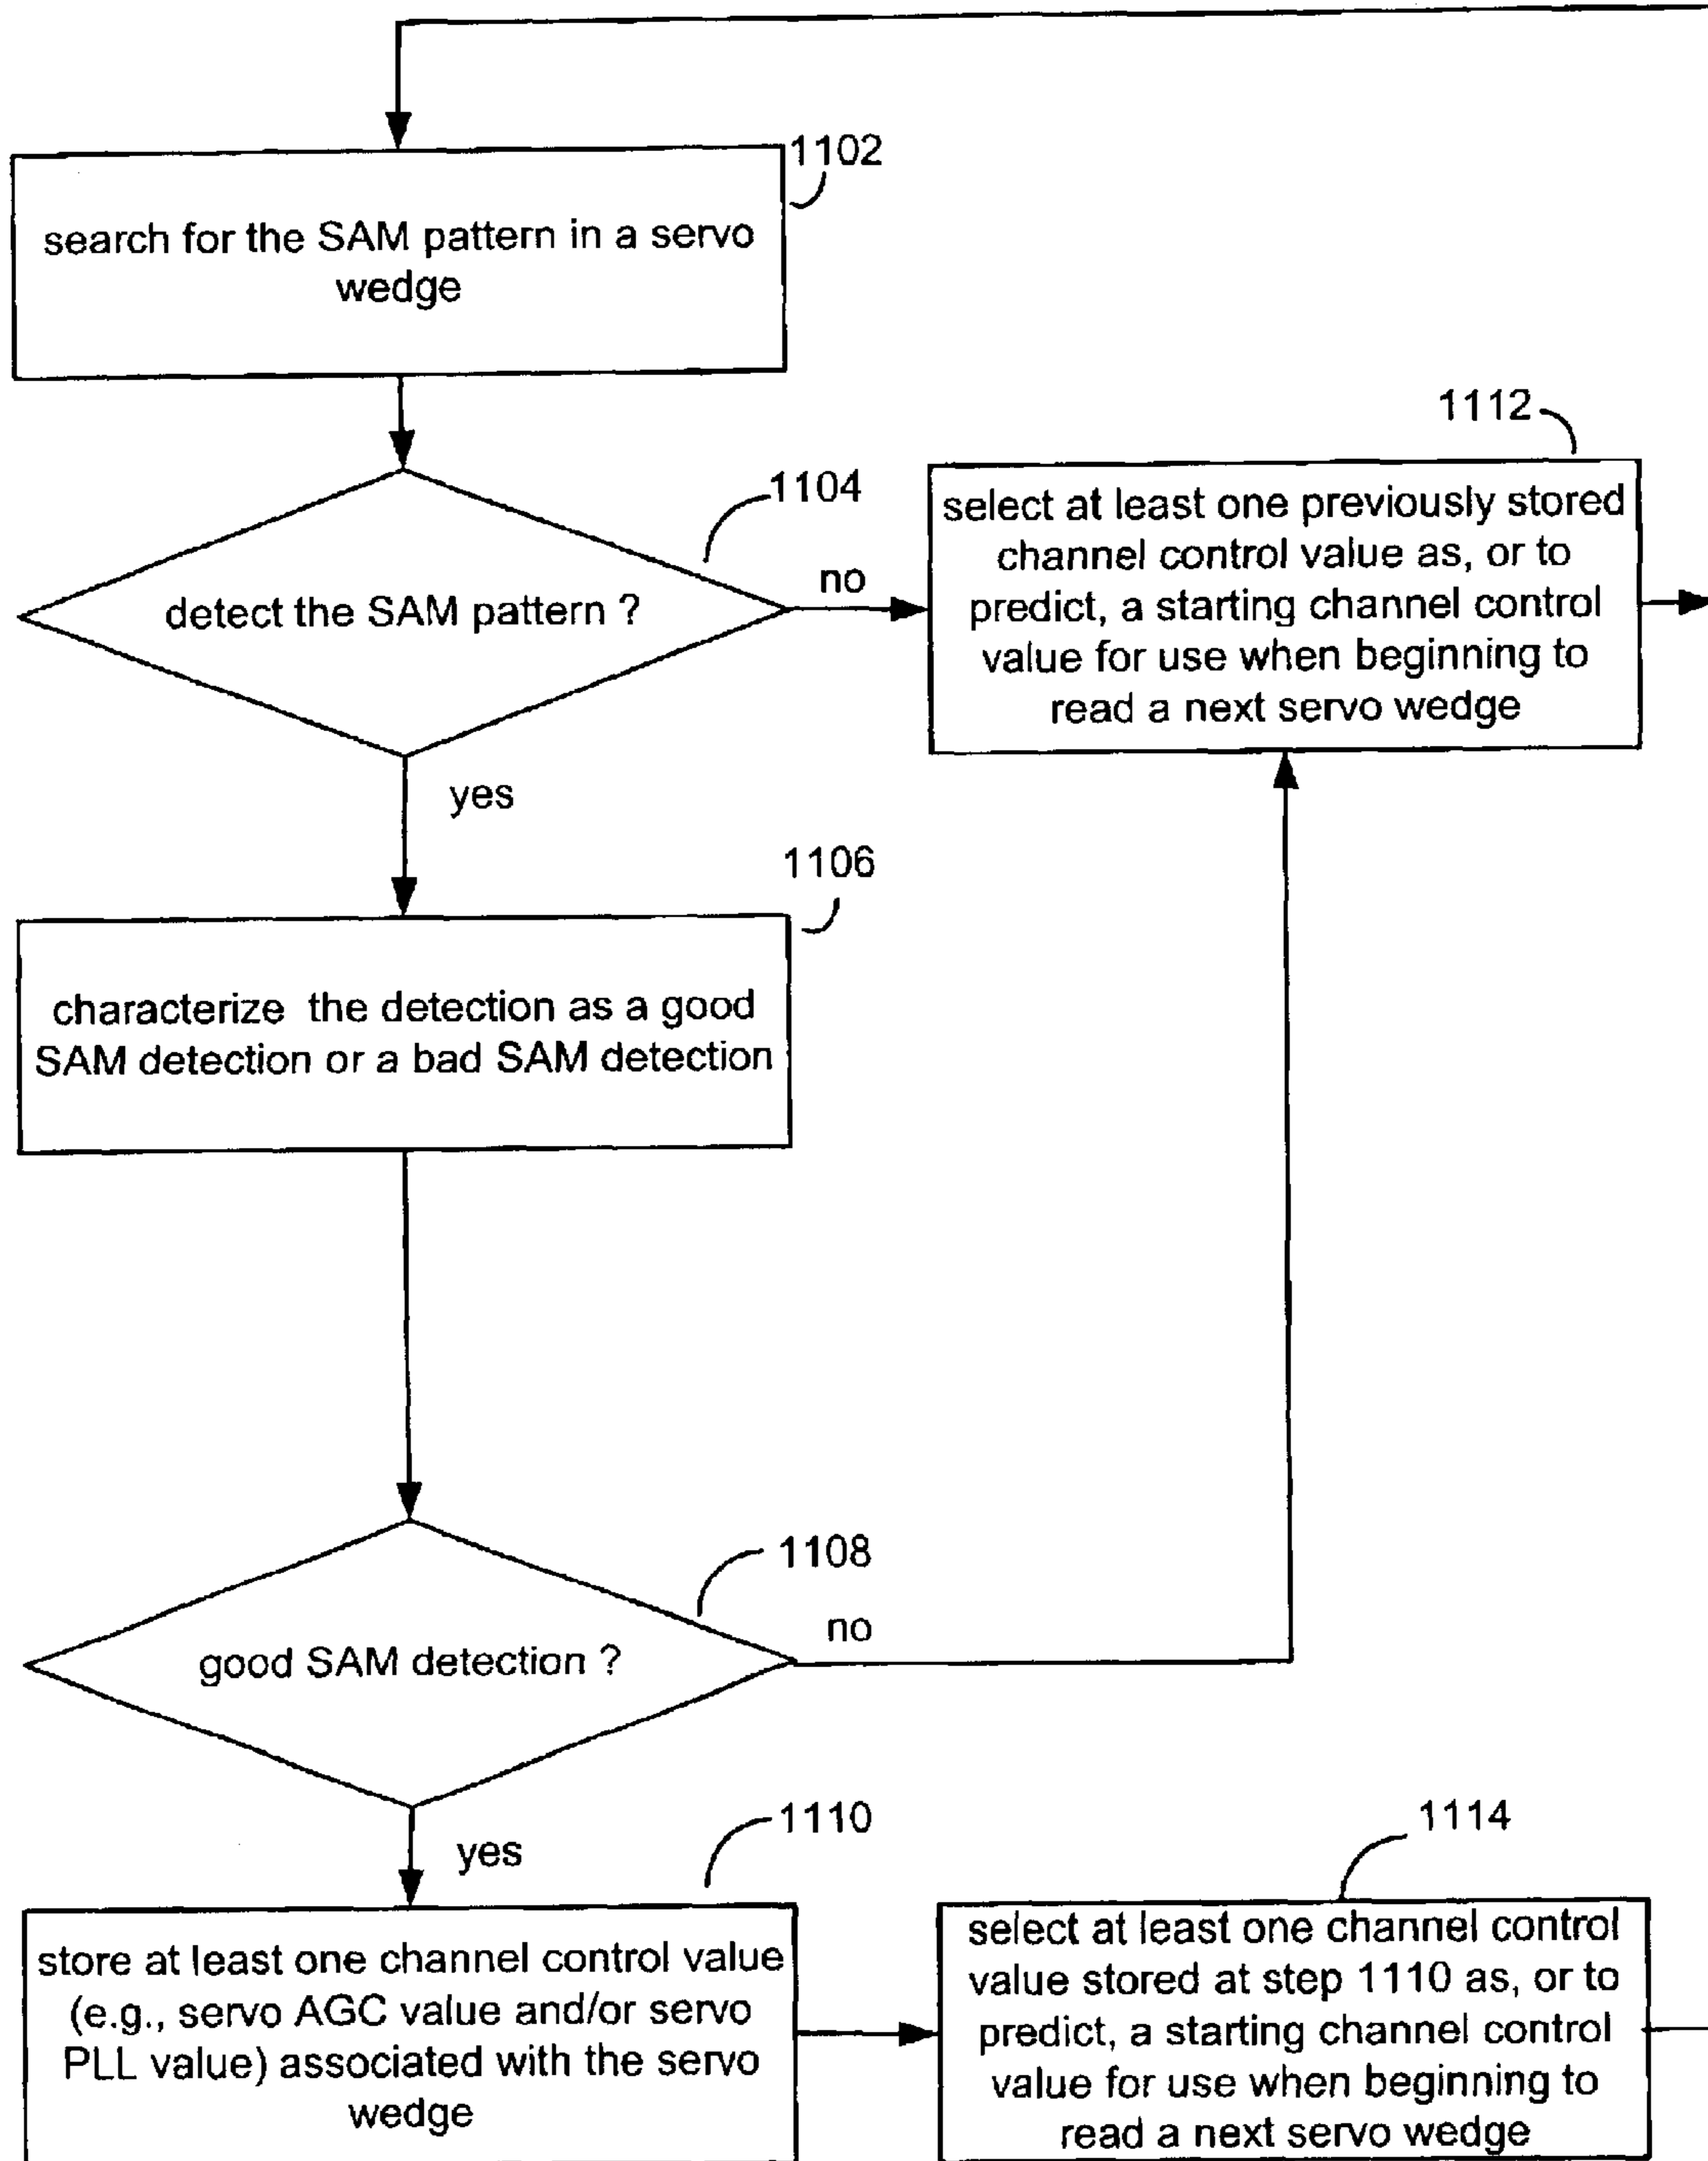 1102
search for the SAM pattern in a servo
wedge
1104
detect the SAM pattern ?
no
yes
1112
select at least one previously stored
channel control value as, or to
predict, a starting channel control
value for use when beginning to
read a next servo wedge
1106
characterize the detection as a good
SAM detection or a bad SAM detection
1108
good SAM detection ?
no
yes
1110
store at least one channel control value
(e.g., servo AGC value and/or servo
PLL value) associated with the servo
wedge
1114
select at least one channel control
value stored at step 1110 as, or to
predict, a starting channel control
value for use when beginning to
read a next servo wedge